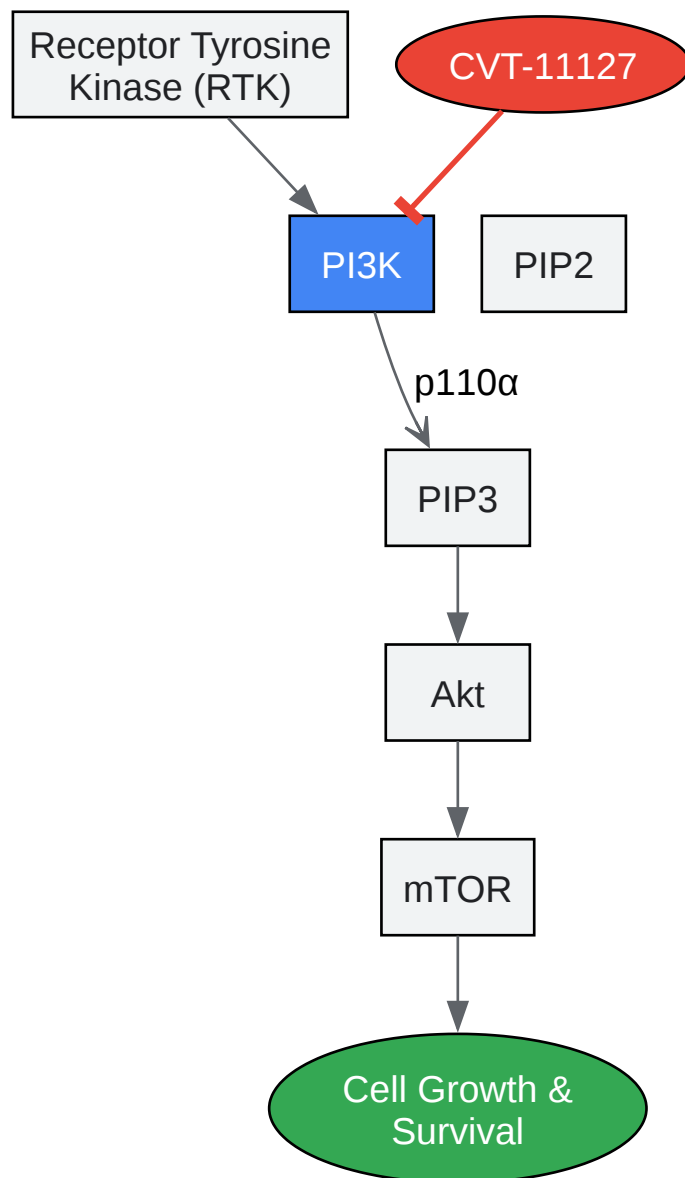 Receptor Tyrosine
Kinase (RTK)
CVT-11127
PI3K
PIP2
p110α
PIP3
Akt
mTOR
Cell Growth &
Survival